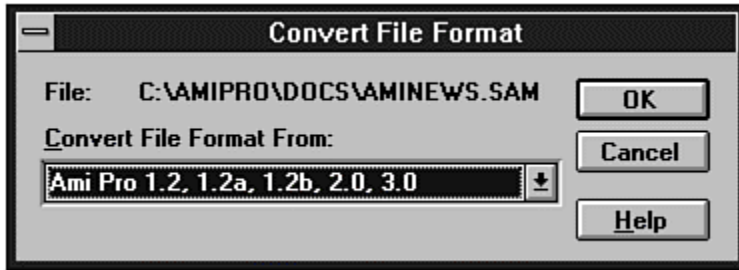 Convert File Format
File: C:\AMIPRO\DOCS\AMINEWS.SAM
OK
Convert File Format From:
Cancel
Ami Pro 1.2, 1.2a, 1.2b, 2.0, 3.0
Help